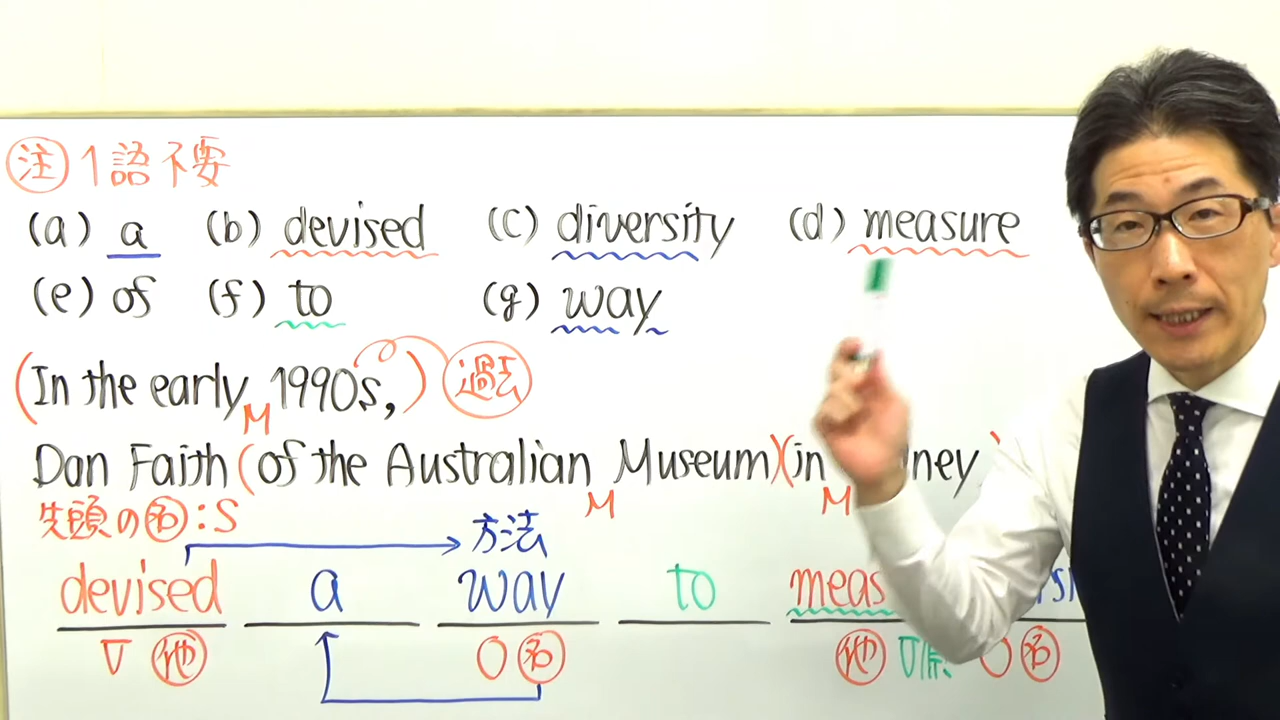 注 1語不要
(a) a (b) devised (c) diversity (d) measure
(e) of (f) to (g) way
(In the early 1990s,) 過去
M
Dan Faith (of the Australian Museum)(in ney
先頭の名:S M M
方法
devised a way to meas rsi
V 他 O 名 他 V原 O 名